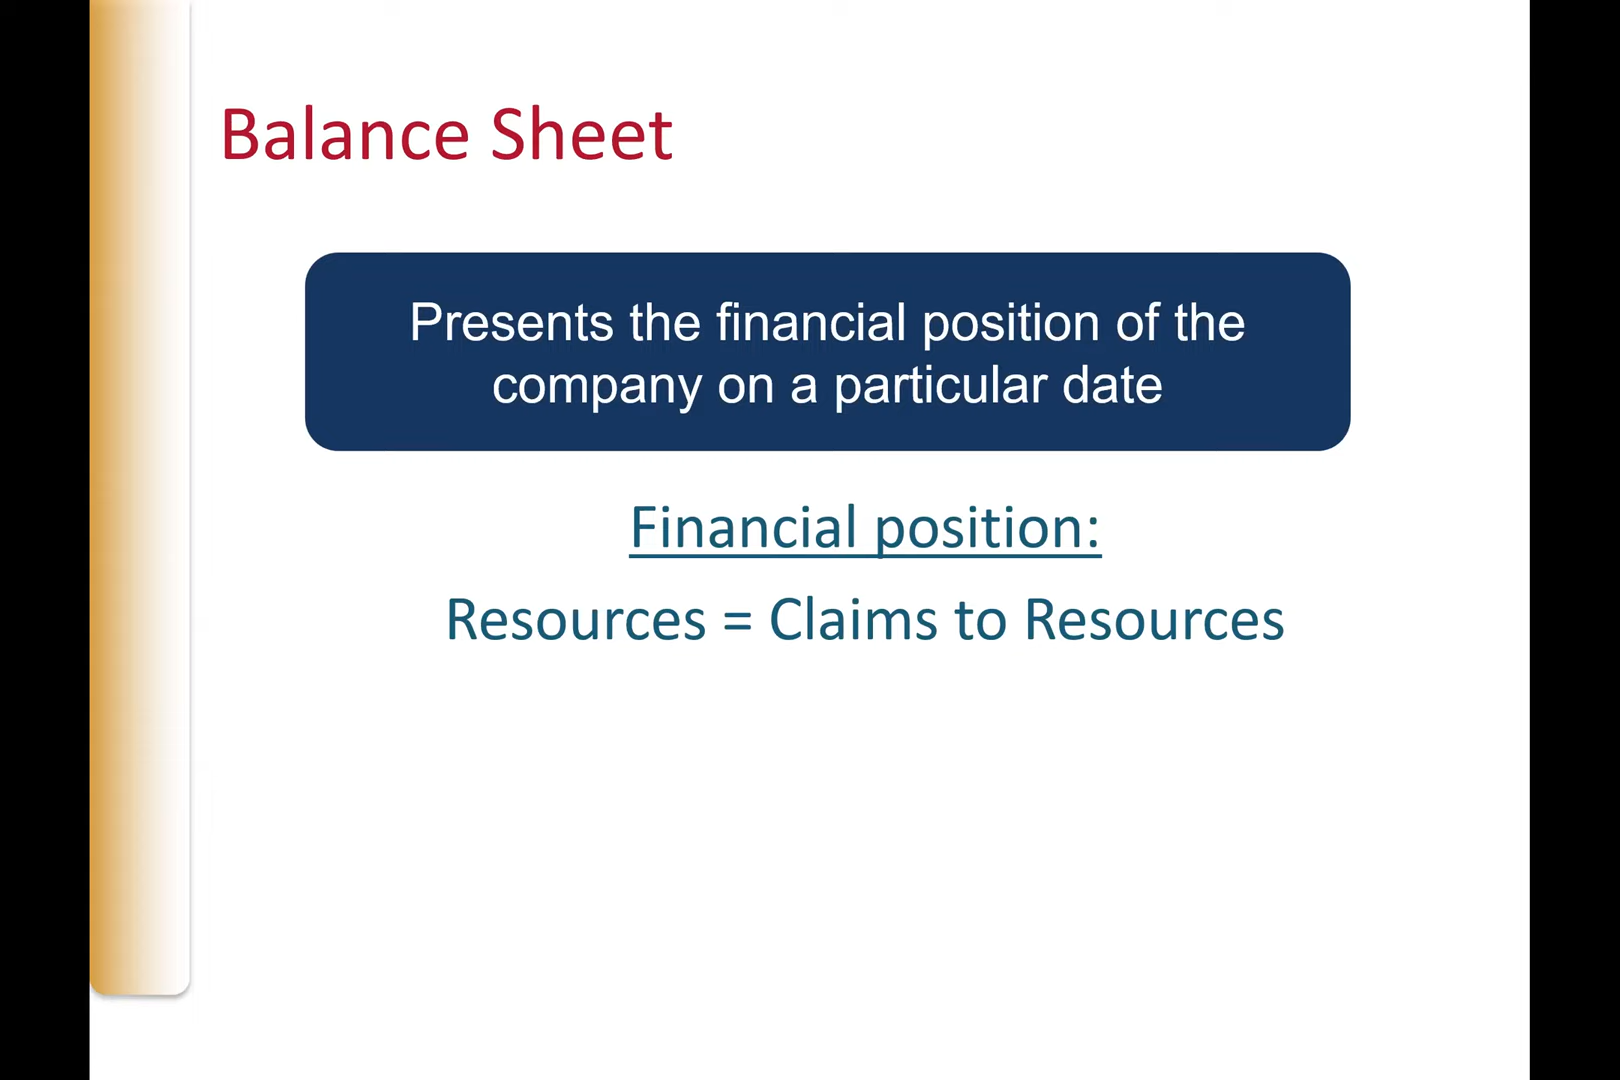 Balance Sheet
Presents the financial position of the
company on a particular date
Financial position:
Resources = Claims to Resources